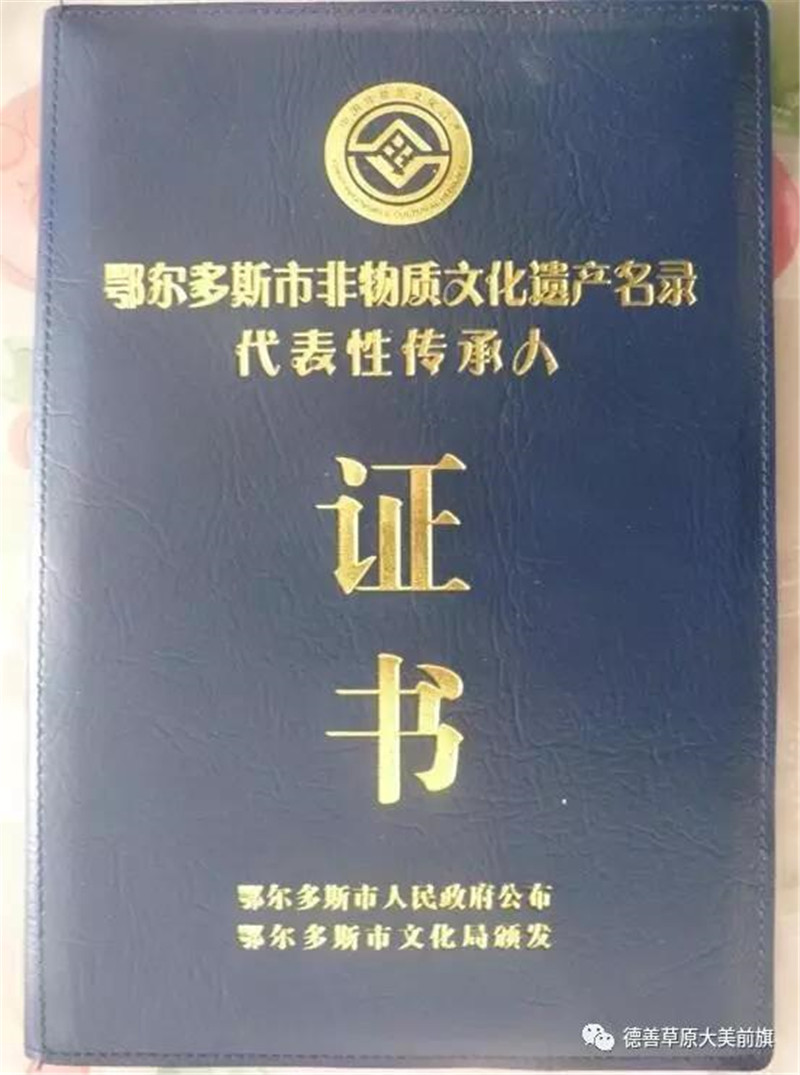 鄂尔多斯市非物质文化遗产名录
代表性传承人
证
书
鄂尔多斯市人民政府公布
鄂尔多斯市文化局颁发
德善草原大美前旗